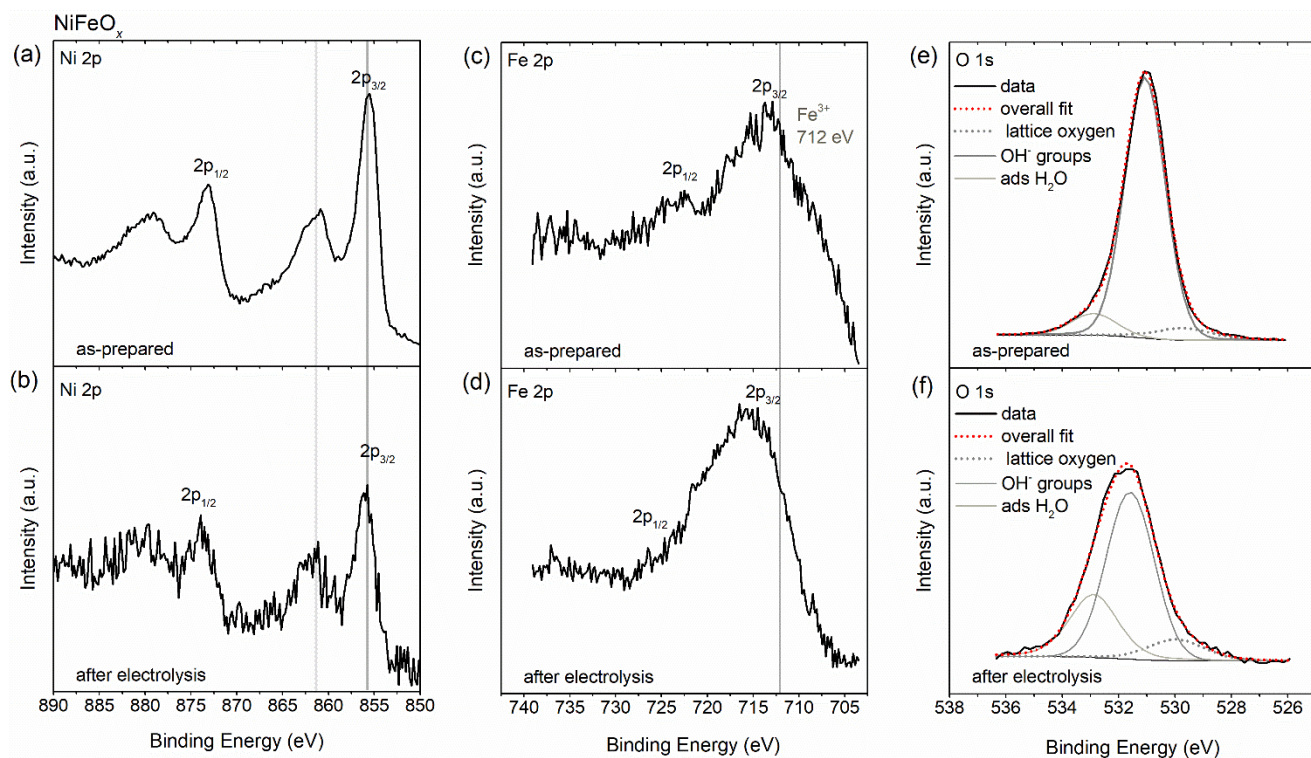 NiFeOₓ
(a)
Ni 2p
2p₃/₂
2p₁/₂
Intensity (a.u.)
as-prepared
(b)
Ni 2p
2p₃/₂
2p₁/₂
Intensity (a.u.)
after electrolysis
890 885 880 875 870 865 860 855 850
Binding Energy (eV)
(c)
Fe 2p
2p₃/₂
Fe³⁺
712 eV
2p₁/₂
Intensity (a.u.)
as-prepared
(d)
Fe 2p
2p₃/₂
2p₁/₂
Intensity (a.u.)
after electrolysis
740 735 730 725 720 715 710 705
Binding Energy (eV)
(e)
O 1s
data
overall fit
lattice oxygen
OH⁻ groups
ads H₂O
Intensity (a.u.)
as-prepared
(f)
O 1s
data
overall fit
lattice oxygen
OH⁻ groups
ads H₂O
Intensity (a.u.)
after electrolysis
538 536 534 532 530 528 526
Binding Energy (eV)